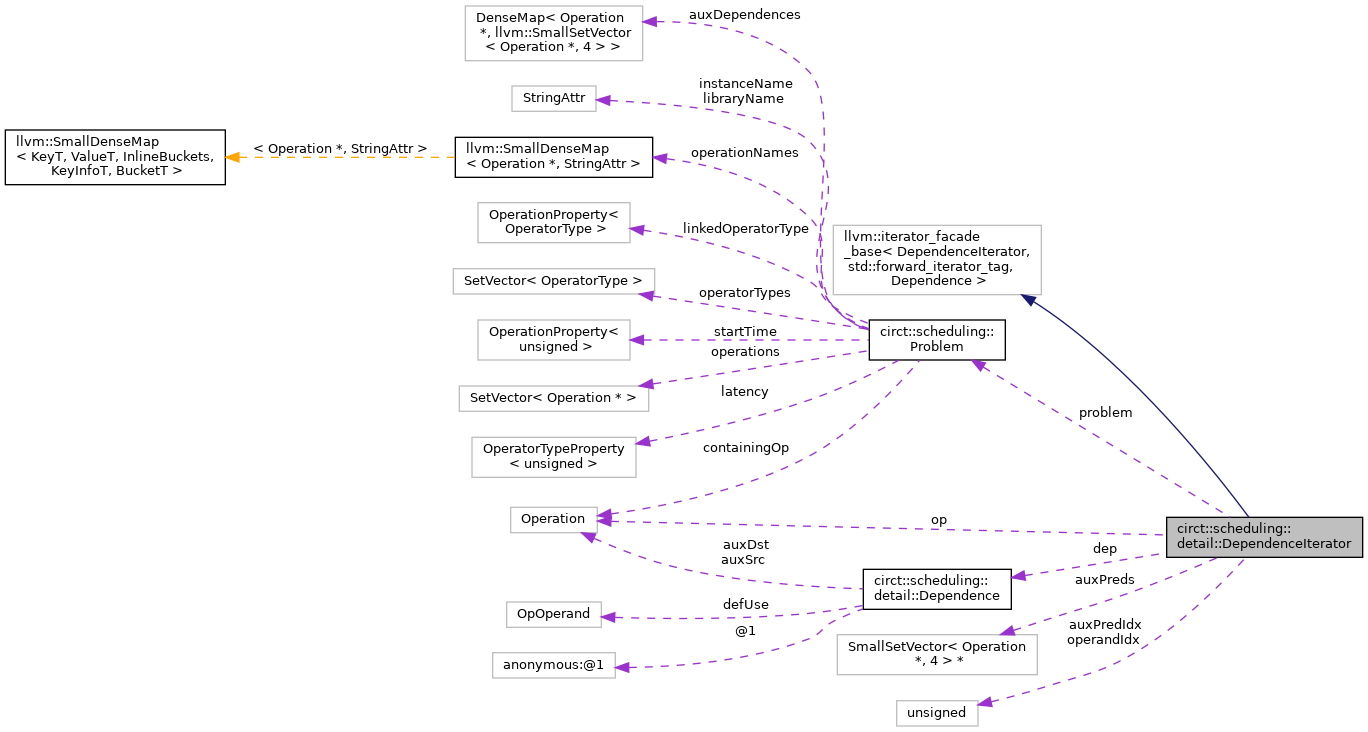 DenseMap< Operation
*, llvm::SmallSetVector
< Operation *, 4 > >
auxDependences
StringAttr
instanceName
libraryName
llvm::SmallDenseMap
< KeyT, ValueT, InlineBuckets,
KeyInfoT, BucketT >
< Operation *, StringAttr >
llvm::SmallDenseMap
< Operation *, StringAttr >
operationNames
OperationProperty<
OperatorType >
linkedOperatorType
llvm::iterator_facade
_base< DependenceIterator,
std::forward_iterator_tag,
Dependence >
SetVector< OperatorType >
operatorTypes
OperationProperty<
unsigned >
startTime
operations
circt::scheduling::
Problem
SetVector< Operation * >
latency
problem
OperatorTypeProperty
< unsigned >
containingOp
Operation
op
circt::scheduling::
detail::DependenceIterator
auxDst
auxSrc
dep
circt::scheduling::
detail::Dependence
auxPreds
OpOperand
defUse
@1
auxPredIdx
operandIdx
anonymous:@1
SmallSetVector< Operation
*, 4 > *
unsigned